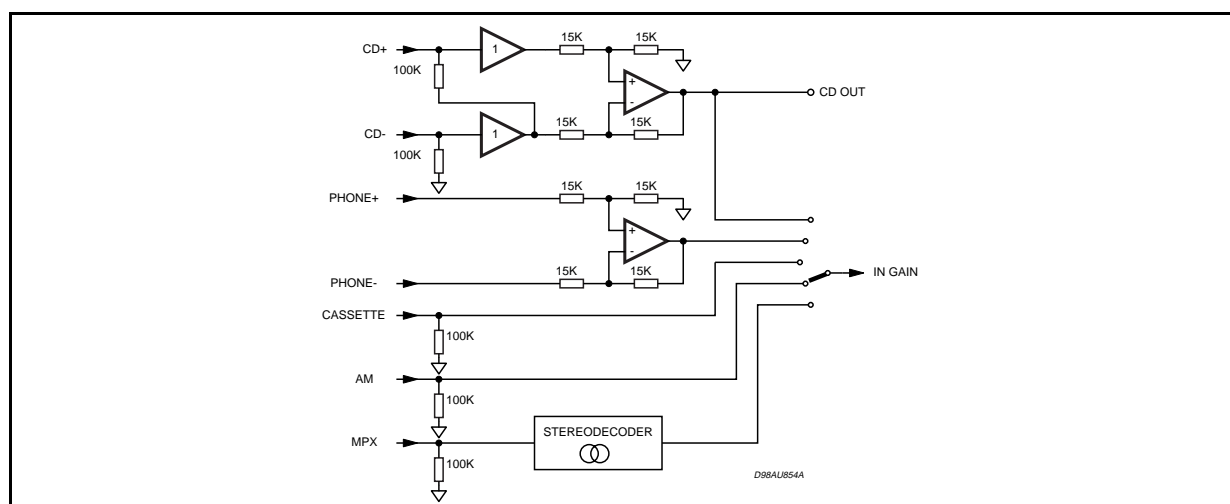 CD+
100K
1
15K
15K
+
-
CD OUT
CD-
100K
1
15K
15K
PHONE+
15K
15K
+
-
PHONE-
15K
15K
IN GAIN
CASSETTE
100K
AM
100K
MPX
100K
STEREODECODER
D98AU854A